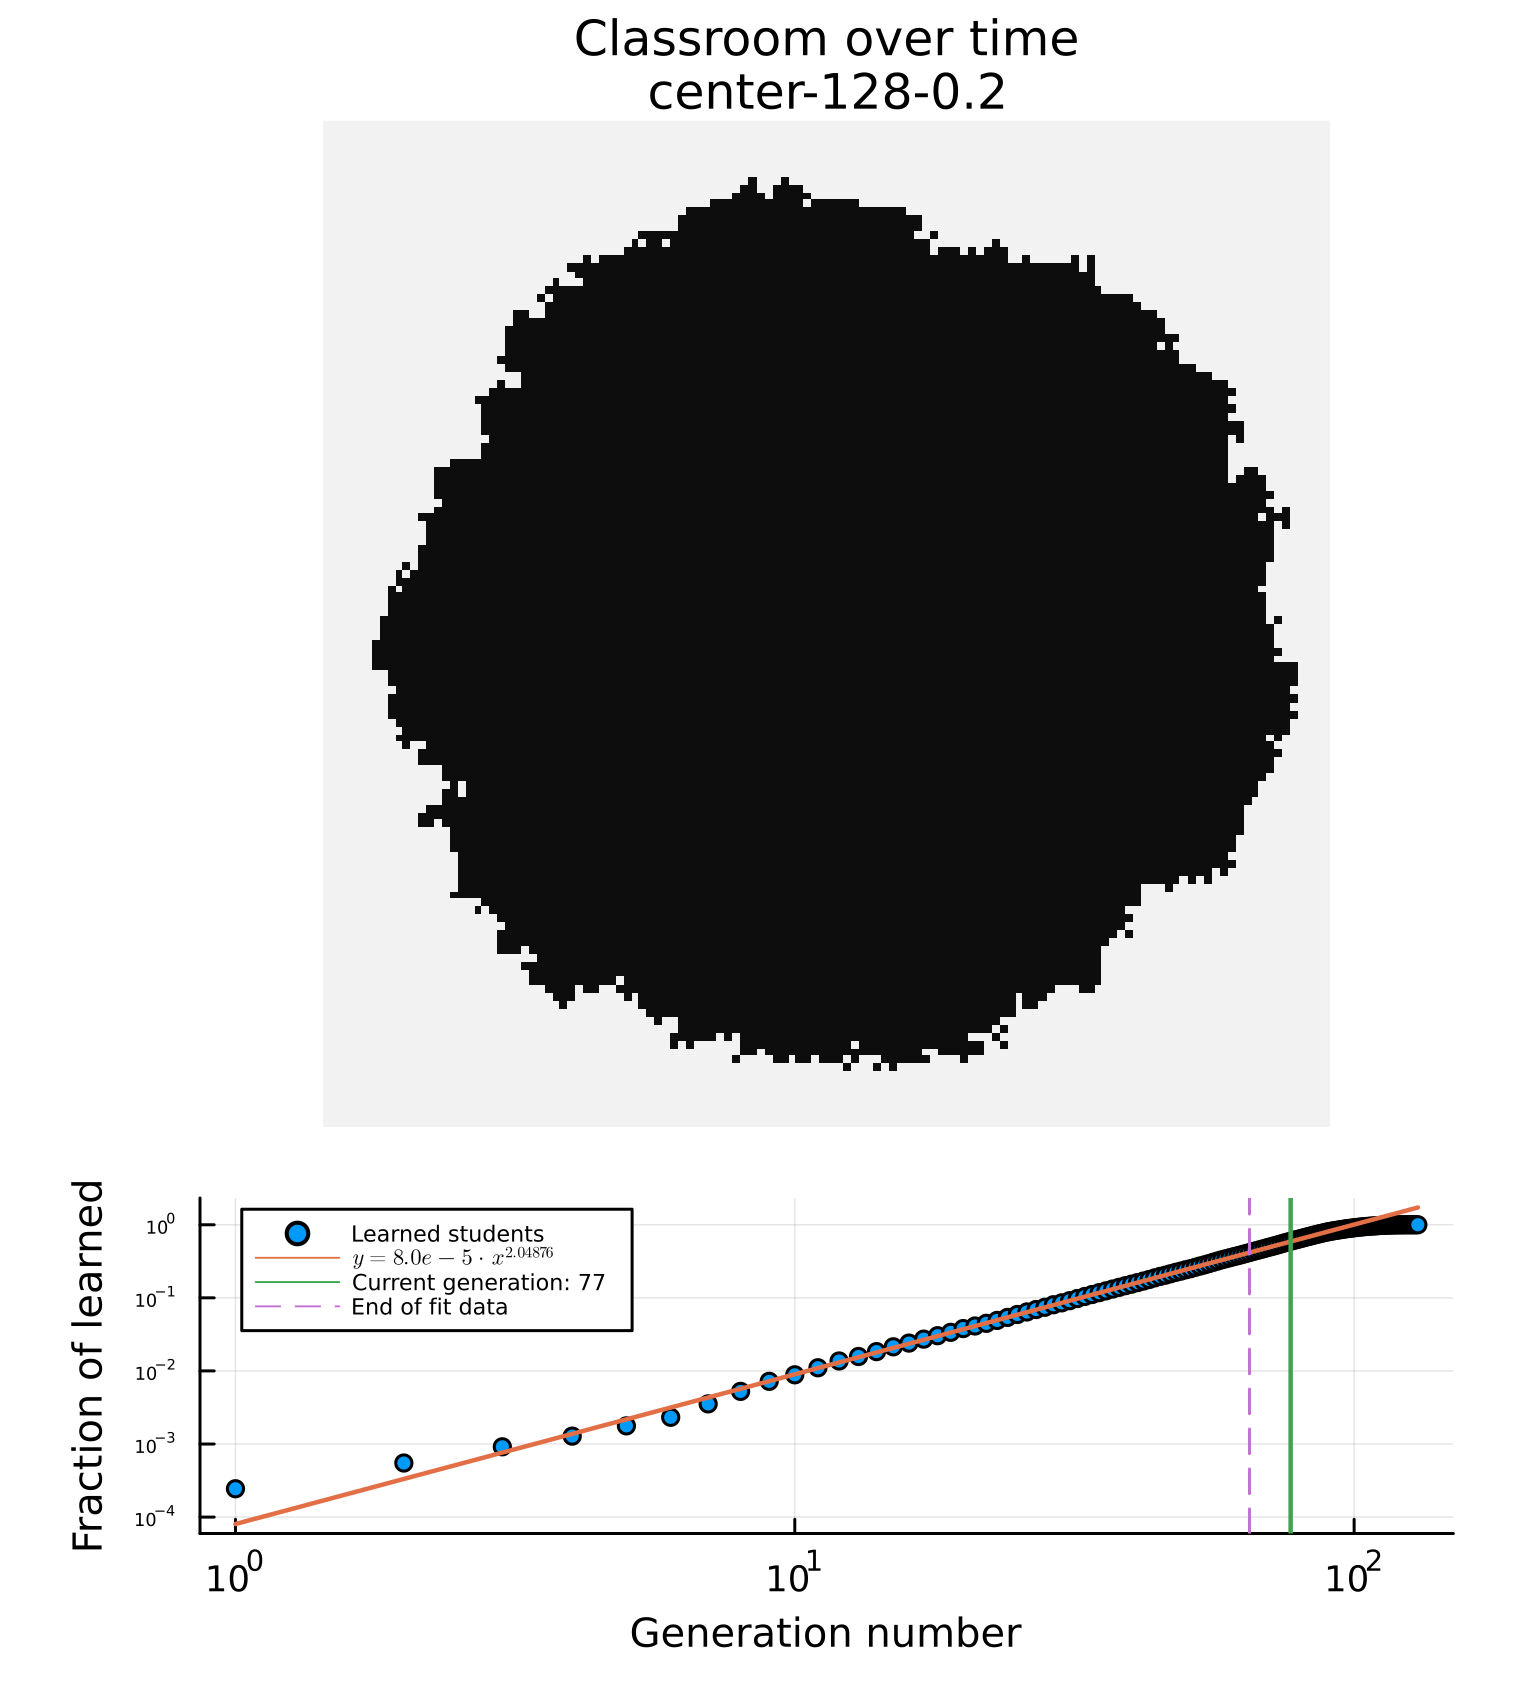 Classroom over time
center-128-0.2
Fraction of learned
10⁰
10⁻¹
10⁻²
10⁻³
10⁻⁴
Learned students
y = 8.0e − 5 · x^2.04876
Current generation: 77
End of fit data
10⁰ 10¹ 10²
Generation number